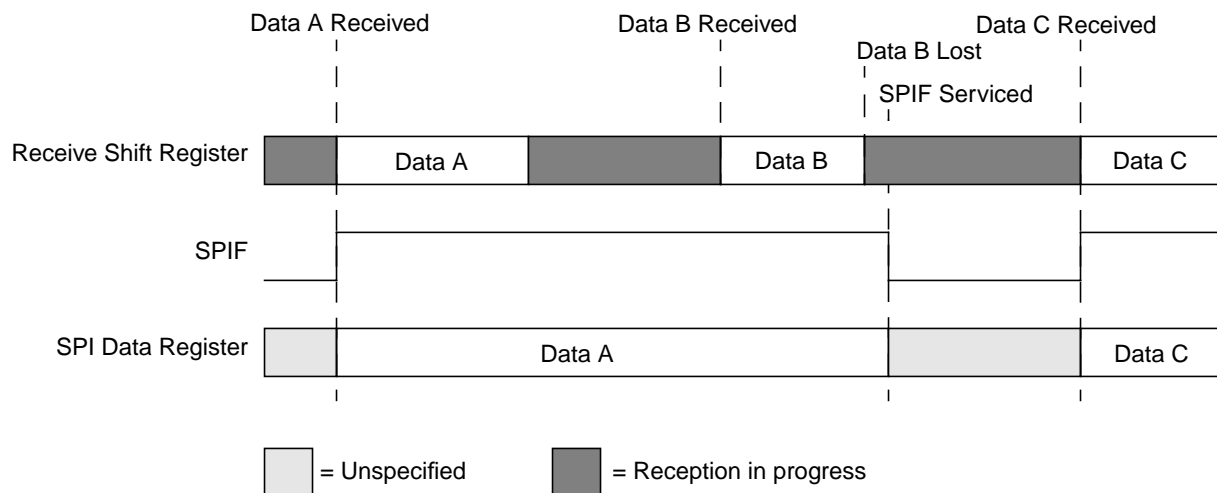 Data A Received
Data B Received
Data C Received
Data B Lost
SPIF Serviced
Receive Shift Register
Data A
Data B
Data C
SPIF
SPI Data Register
Data A
Data C
= Unspecified
= Reception in progress